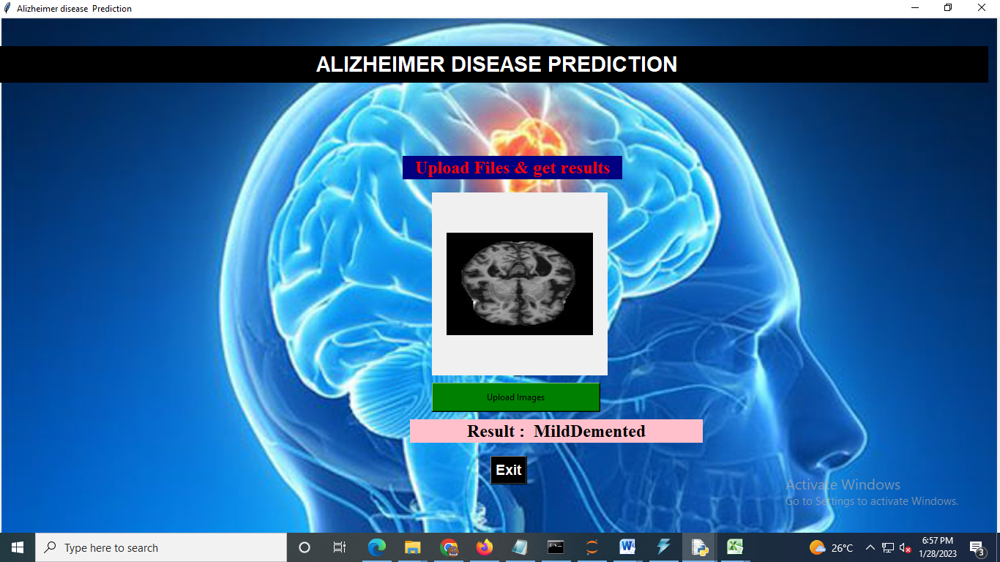 Alizheimer disease  Prediction
ALIZHEIMER DISEASE PREDICTION
Upload Files & get results
Upload Images
Result :  MildDemented
Exit
Activate Windows
Go to Settings to activate Windows.
Type here to search
26°C
6:57 PM
1/28/2023
3